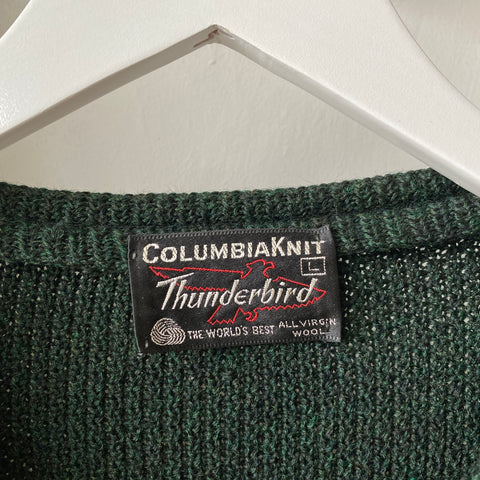 COLUMBIAKNIT
L
Thunderbird
THE WORLD'S BEST ALL VIRGIN
WOOL